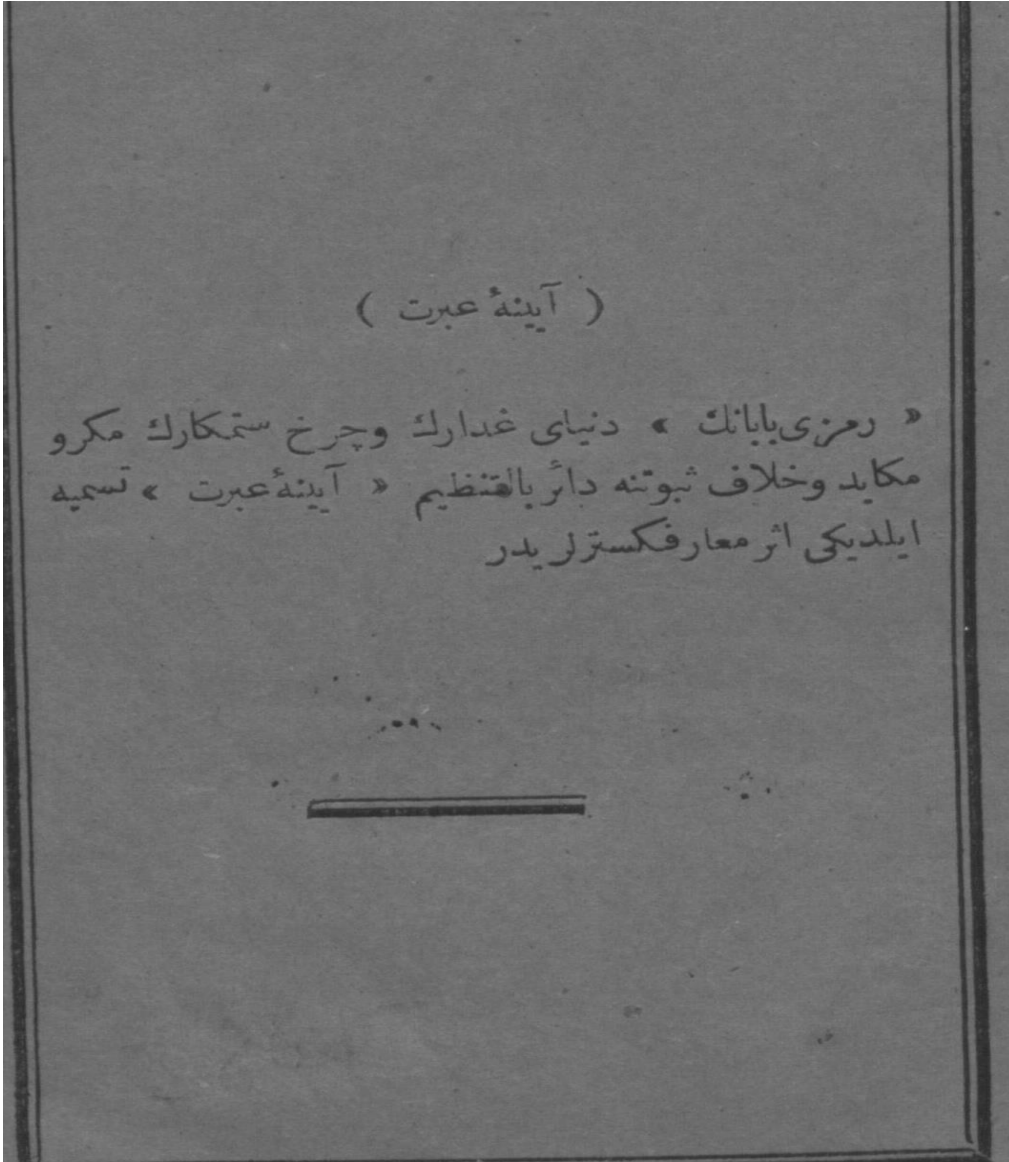 ( آیینهٔ عبرت )
« رمزی‌بابانك » دنیای غدارك وچرخ ستمكارك مكرو
مكاید وخلاف ثبوتنه دائر بالتنظیم « آیینهٔ عبرت » تسمیه
ایلدیكی اثر معارفكسترلریدر